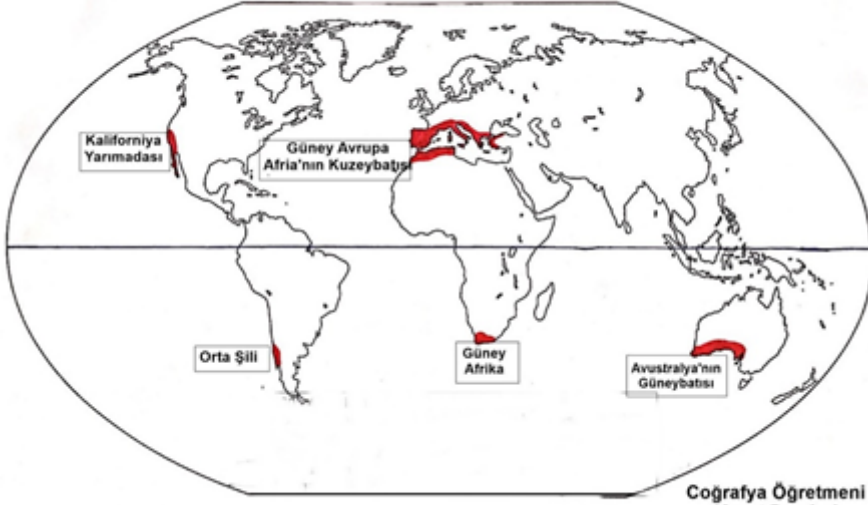 Kaliforniya
Yarımadası
Güney Avrupa
Afria'nın Kuzeybatısı
Orta Şili
Güney
Afrika
Avustralya'nın
Güneybatısı
Coğrafya Öğretmeni